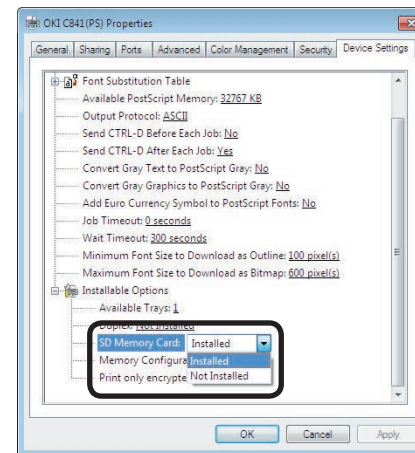 OKI C841(PS) Properties
General Sharing Ports Advanced Color Management Security Device Settings
Font Substitution Table
Available PostScript Memory: 32767 KB
Output Protocol: ASCII
Send CTRL-D Before Each Job: No
Send CTRL-D After Each Job: Yes
Convert Gray Text to PostScript Gray: No
Convert Gray Graphics to PostScript Gray: No
Add Euro Currency Symbol to PostScript Fonts: No
Job Timeout: 0 seconds
Wait Timeout: 300 seconds
Minimum Font Size to Download as Outline: 100 pixel(s)
Maximum Font Size to Download as Bitmap: 600 pixel(s)
Installable Options
Available Trays: 1
Duplex: Not Installed
SD Memory Card: Installed
Memory Configura Installed
Print only encrypte Not Installed
OK Cancel Apply